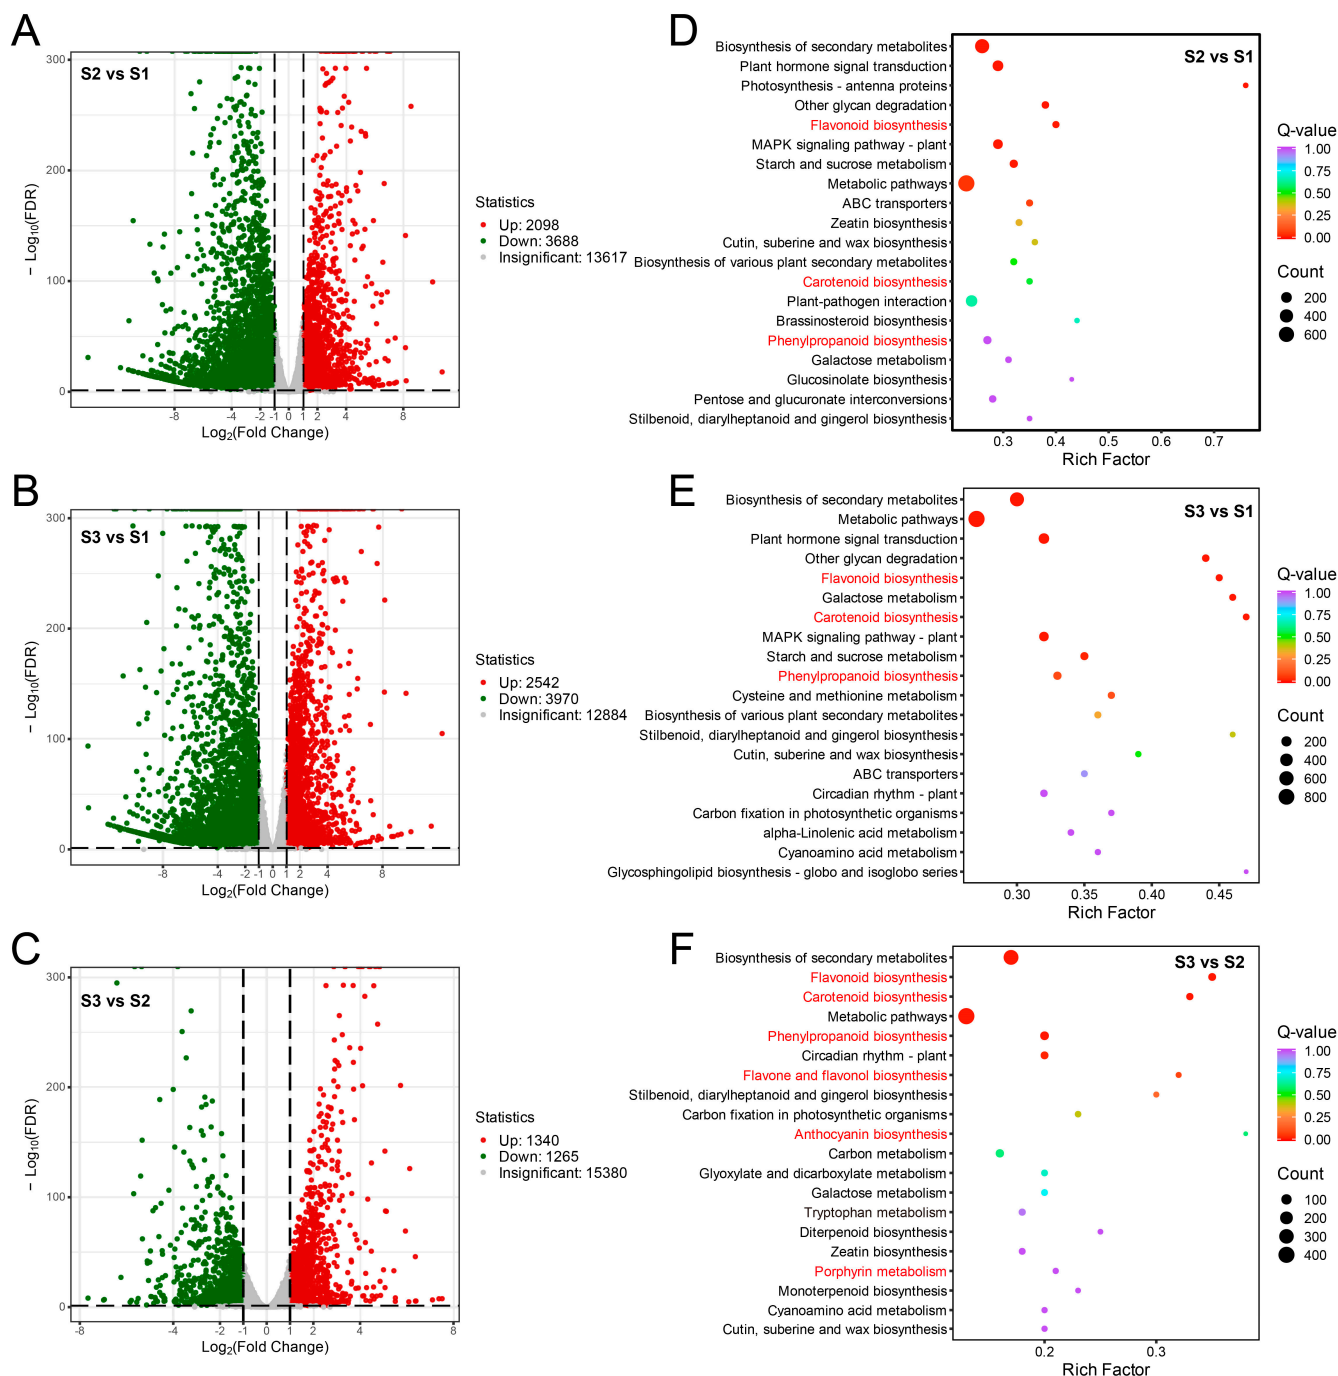 A
S2 vs S1
300
200
100
0
-8
-4
-2
-1
0
1
2
4
8
− Log10(FDR)
Log2(Fold Change)
Statistics
Up: 2098
Down: 3688
Insignificant: 13617
D
S2 vs S1
Biosynthesis of secondary metabolites
Plant hormone signal transduction
Photosynthesis - antenna proteins
Other glycan degradation
Flavonoid biosynthesis
MAPK signaling pathway - plant
Starch and sucrose metabolism
Metabolic pathways
ABC transporters
Zeatin biosynthesis
Cutin, suberine and wax biosynthesis
Biosynthesis of various plant secondary metabolites
Carotenoid biosynthesis
Plant-pathogen interaction
Brassinosteroid biosynthesis
Phenylpropanoid biosynthesis
Galactose metabolism
Glucosinolate biosynthesis
Pentose and glucuronate interconversions
Stilbenoid, diarylheptanoid and gingerol biosynthesis
0.3
0.4
0.5
0.6
0.7
Rich Factor
Q-value
1.00
0.75
0.50
0.25
0.00
Count
200
400
600
B
S3 vs S1
300
200
100
0
-8
-4
-2
-1
0
1
2
4
8
− Log10(FDR)
Log2(Fold Change)
Statistics
Up: 2542
Down: 3970
Insignificant: 12884
E
S3 vs S1
Biosynthesis of secondary metabolites
Metabolic pathways
Plant hormone signal transduction
Other glycan degradation
Flavonoid biosynthesis
Galactose metabolism
Carotenoid biosynthesis
MAPK signaling pathway - plant
Starch and sucrose metabolism
Phenylpropanoid biosynthesis
Cysteine and methionine metabolism
Biosynthesis of various plant secondary metabolites
Stilbenoid, diarylheptanoid and gingerol biosynthesis
Cutin, suberine and wax biosynthesis
ABC transporters
Circadian rhythm - plant
Carbon fixation in photosynthetic organisms
alpha-Linolenic acid metabolism
Cyanoamino acid metabolism
Glycosphingolipid biosynthesis - globo and isoglobo series
0.30
0.35
0.40
0.45
Rich Factor
Q-value
1.00
0.75
0.50
0.25
0.00
Count
200
400
600
800
C
S3 vs S2
300
200
100
0
-8
-4
-2
-1
0
1
2
4
8
− Log10(FDR)
Log2(Fold Change)
Statistics
Up: 1340
Down: 1265
Insignificant: 15380
F
S3 vs S2
Biosynthesis of secondary metabolites
Flavonoid biosynthesis
Carotenoid biosynthesis
Metabolic pathways
Phenylpropanoid biosynthesis
Circadian rhythm - plant
Flavone and flavonol biosynthesis
Stilbenoid, diarylheptanoid and gingerol biosynthesis
Carbon fixation in photosynthetic organisms
Anthocyanin biosynthesis
Carbon metabolism
Glyoxylate and dicarboxylate metabolism
Galactose metabolism
Tryptophan metabolism
Diterpenoid biosynthesis
Zeatin biosynthesis
Porphyrin metabolism
Monoterpenoid biosynthesis
Cyanoamino acid metabolism
Cutin, suberine and wax biosynthesis
0.2
0.3
Rich Factor
Q-value
1.00
0.75
0.50
0.25
0.00
Count
100
200
300
400